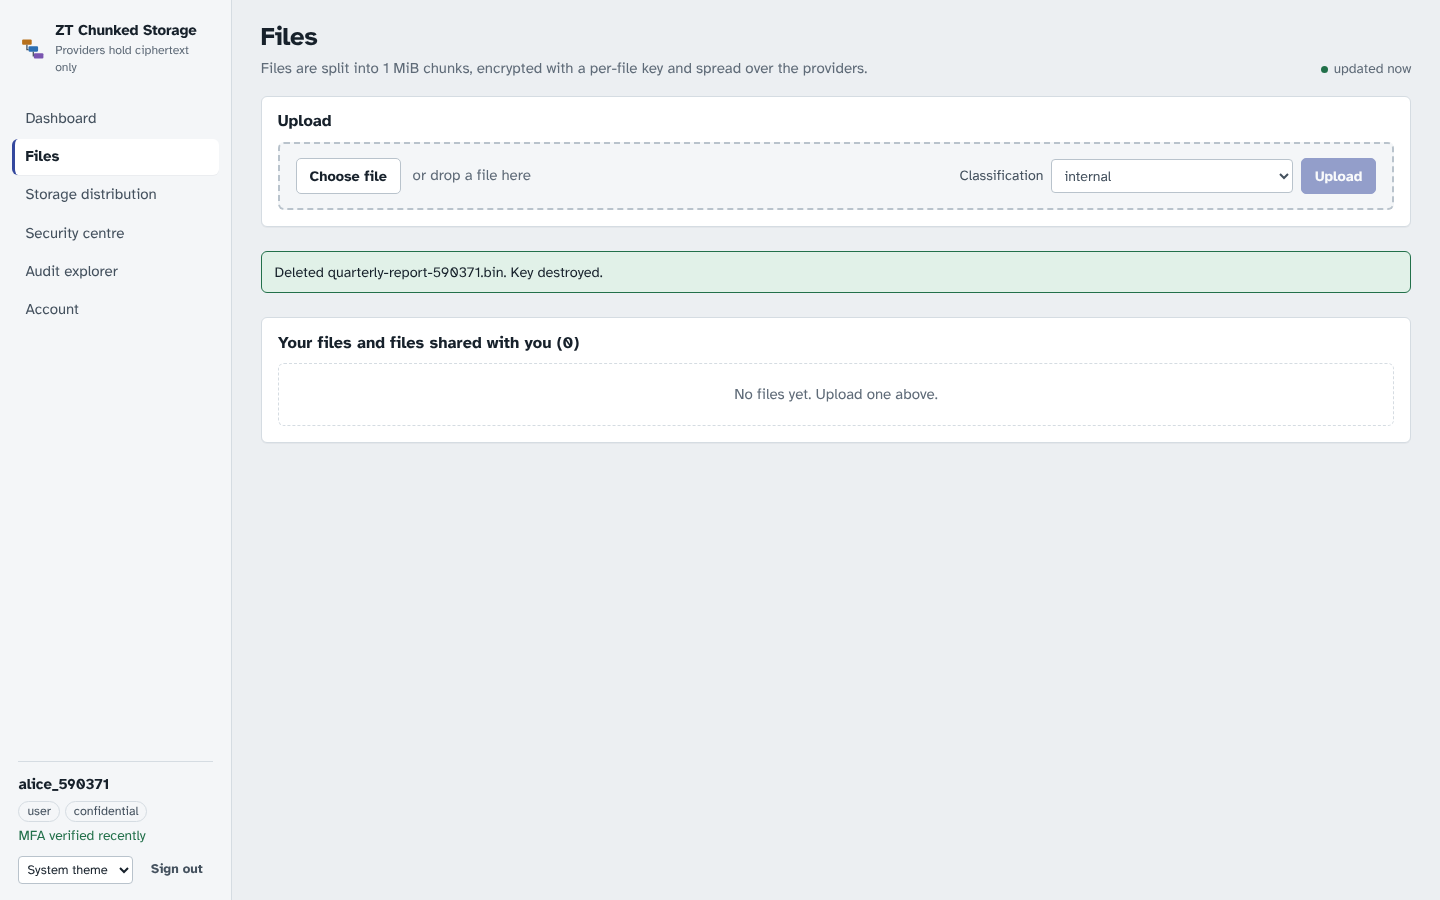 ZT Chunked Storage
Providers hold ciphertext
only
Dashboard
Files
Storage distribution
Security centre
Audit explorer
Account
alice_590371
user
confidential
MFA verified recently
System theme
Sign out
Files
Files are split into 1 MiB chunks, encrypted with a per-file key and spread over the providers.
updated now
Upload
Choose file or drop a file here
Classification internal Upload
Deleted quarterly-report-590371.bin. Key destroyed.
Your files and files shared with you (0)
No files yet. Upload one above.